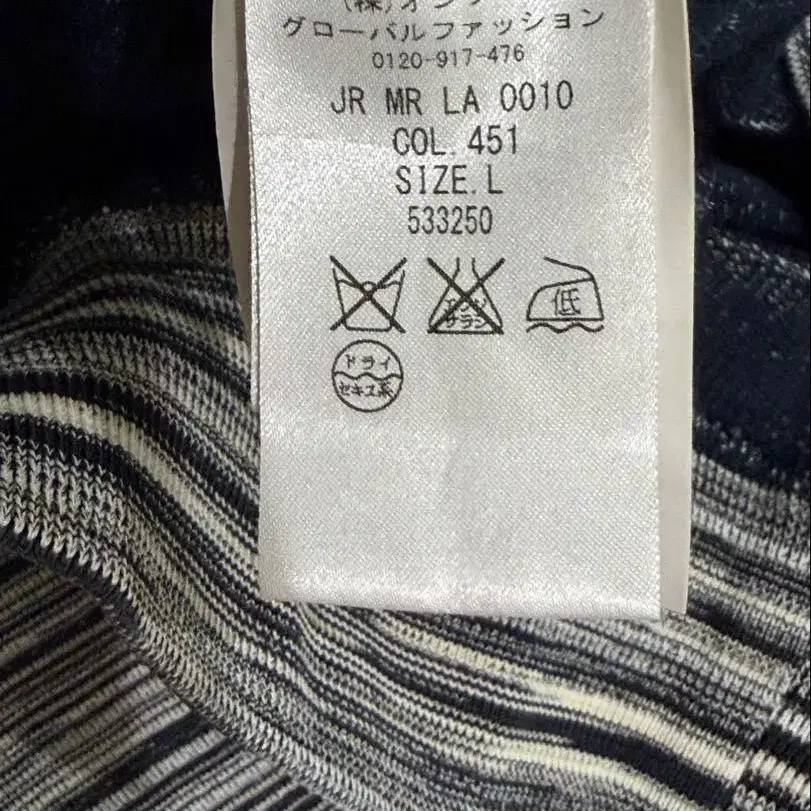 グローバルファッション
0120-917-476
JR MR LA 0010
COL.451
SIZE.L
533250
低
ドライ
セキユ系